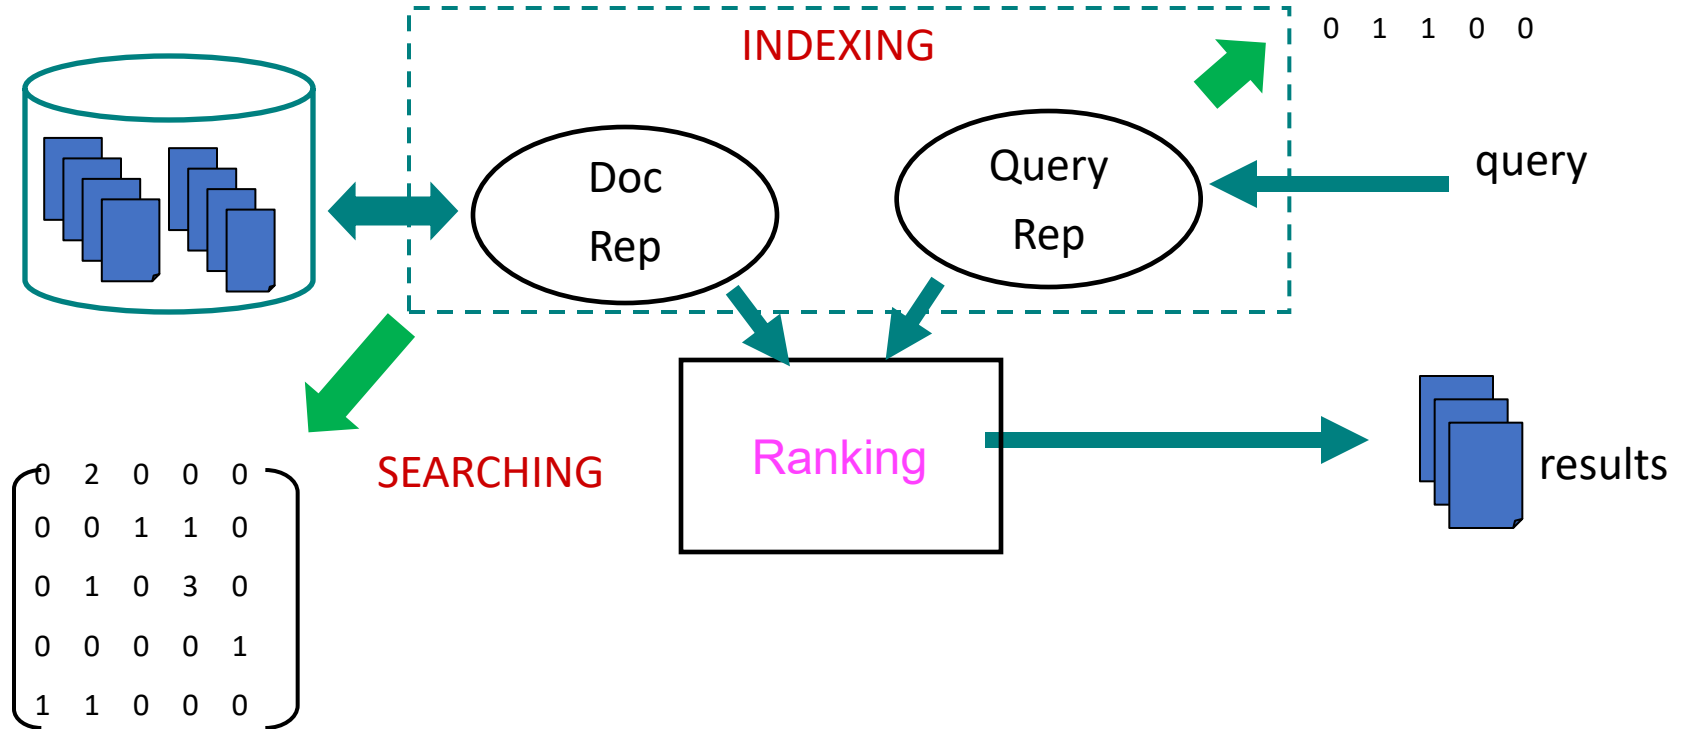 INDEXING
0 1 1 0 0
Doc
Rep
Query
Rep
query
Ranking
SEARCHING
results
0 2 0 0 0
0 0 1 1 0
0 1 0 3 0
0 0 0 0 1
1 1 0 0 0